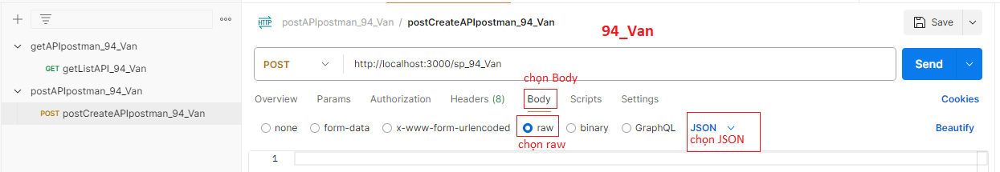 HTTP postAPIpostman_94_Van / postCreateAPIpostman_94_Van
Save
94_Van
getAPIpostman_94_Van
GET getListAPI_94_Van
postAPIpostman_94_Van
POST postCreateAPIpostman_94_Van
POST http://localhost:3000/sp_94_Van
Send
chọn Body
Overview Params Authorization Headers (8) Body Scripts Settings Cookies
none form-data x-www-form-urlencoded raw binary GraphQL JSON Beautify
chọn raw
chọn JSON
1